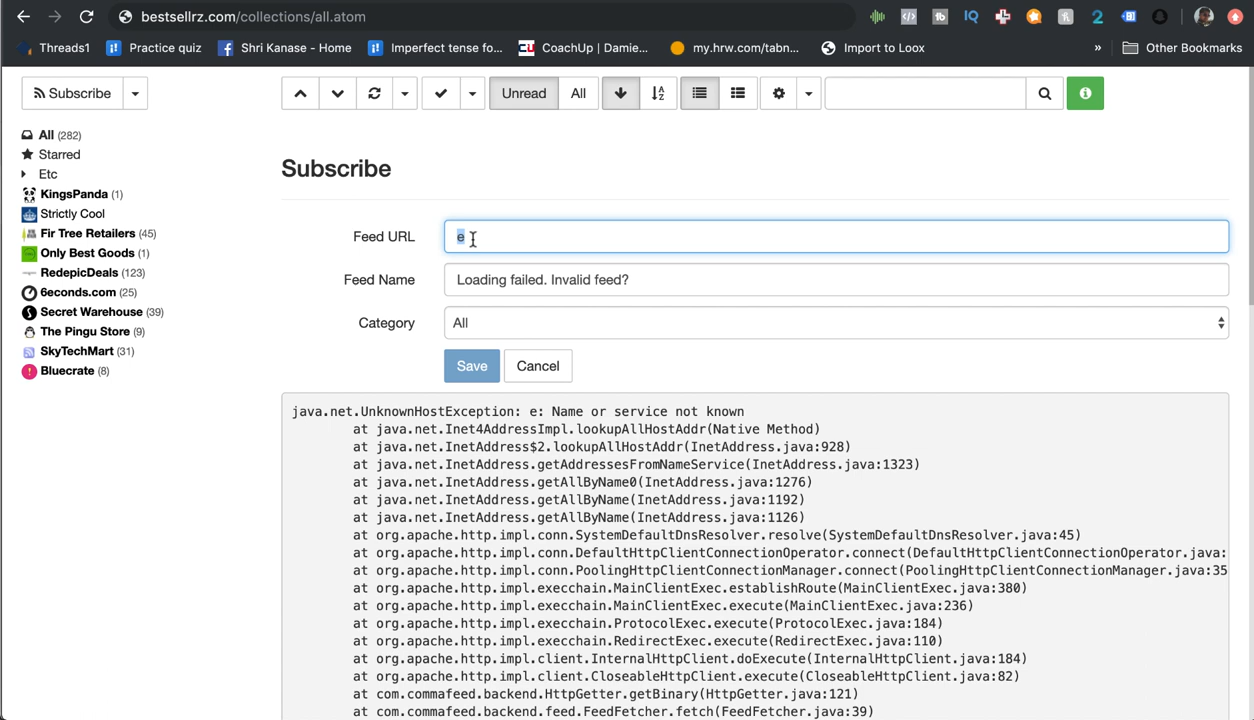 bestsellrz.com/collections/all.atom
Threads1 Practice quiz Shri Kanase - Home Imperfect tense fo... CoachUp | Damie... my.hrw.com/tabn... Import to Loox » Other Bookmarks
Subscribe Unread All
All (282)
Starred
Etc
KingsPanda (1)
Strictly Cool
Fir Tree Retailers (45)
Only Best Goods (1)
RedepicDeals (123)
6econds.com (25)
Secret Warehouse (39)
The Pingu Store (9)
SkyTechMart (31)
Bluecrate (8)
Subscribe
Feed URL e
Feed Name Loading failed. Invalid feed?
Category All
Save Cancel
java.net.UnknownHostException: e: Name or service not known
at java.net.Inet4AddressImpl.lookupAllHostAddr(Native Method)
at java.net.InetAddress$2.lookupAllHostAddr(InetAddress.java:928)
at java.net.InetAddress.getAddressesFromNameService(InetAddress.java:1323)
at java.net.InetAddress.getAllByName0(InetAddress.java:1276)
at java.net.InetAddress.getAllByName(InetAddress.java:1192)
at java.net.InetAddress.getAllByName(InetAddress.java:1126)
at org.apache.http.impl.conn.SystemDefaultDnsResolver.resolve(SystemDefaultDnsResolver.java:45)
at org.apache.http.impl.conn.DefaultHttpClientConnectionOperator.connect(DefaultHttpClientConnectionOperator.java:
at org.apache.http.impl.conn.PoolingHttpClientConnectionManager.connect(PoolingHttpClientConnectionManager.java:35
at org.apache.http.impl.execchain.MainClientExec.establishRoute(MainClientExec.java:380)
at org.apache.http.impl.execchain.MainClientExec.execute(MainClientExec.java:236)
at org.apache.http.impl.execchain.ProtocolExec.execute(ProtocolExec.java:184)
at org.apache.http.impl.execchain.RedirectExec.execute(RedirectExec.java:110)
at org.apache.http.impl.client.InternalHttpClient.doExecute(InternalHttpClient.java:184)
at org.apache.http.impl.client.CloseableHttpClient.execute(CloseableHttpClient.java:82)
at com.commafeed.backend.HttpGetter.getBinary(HttpGetter.java:121)
at com.commafeed.backend.feed.FeedFetcher.fetch(FeedFetcher.java:39)